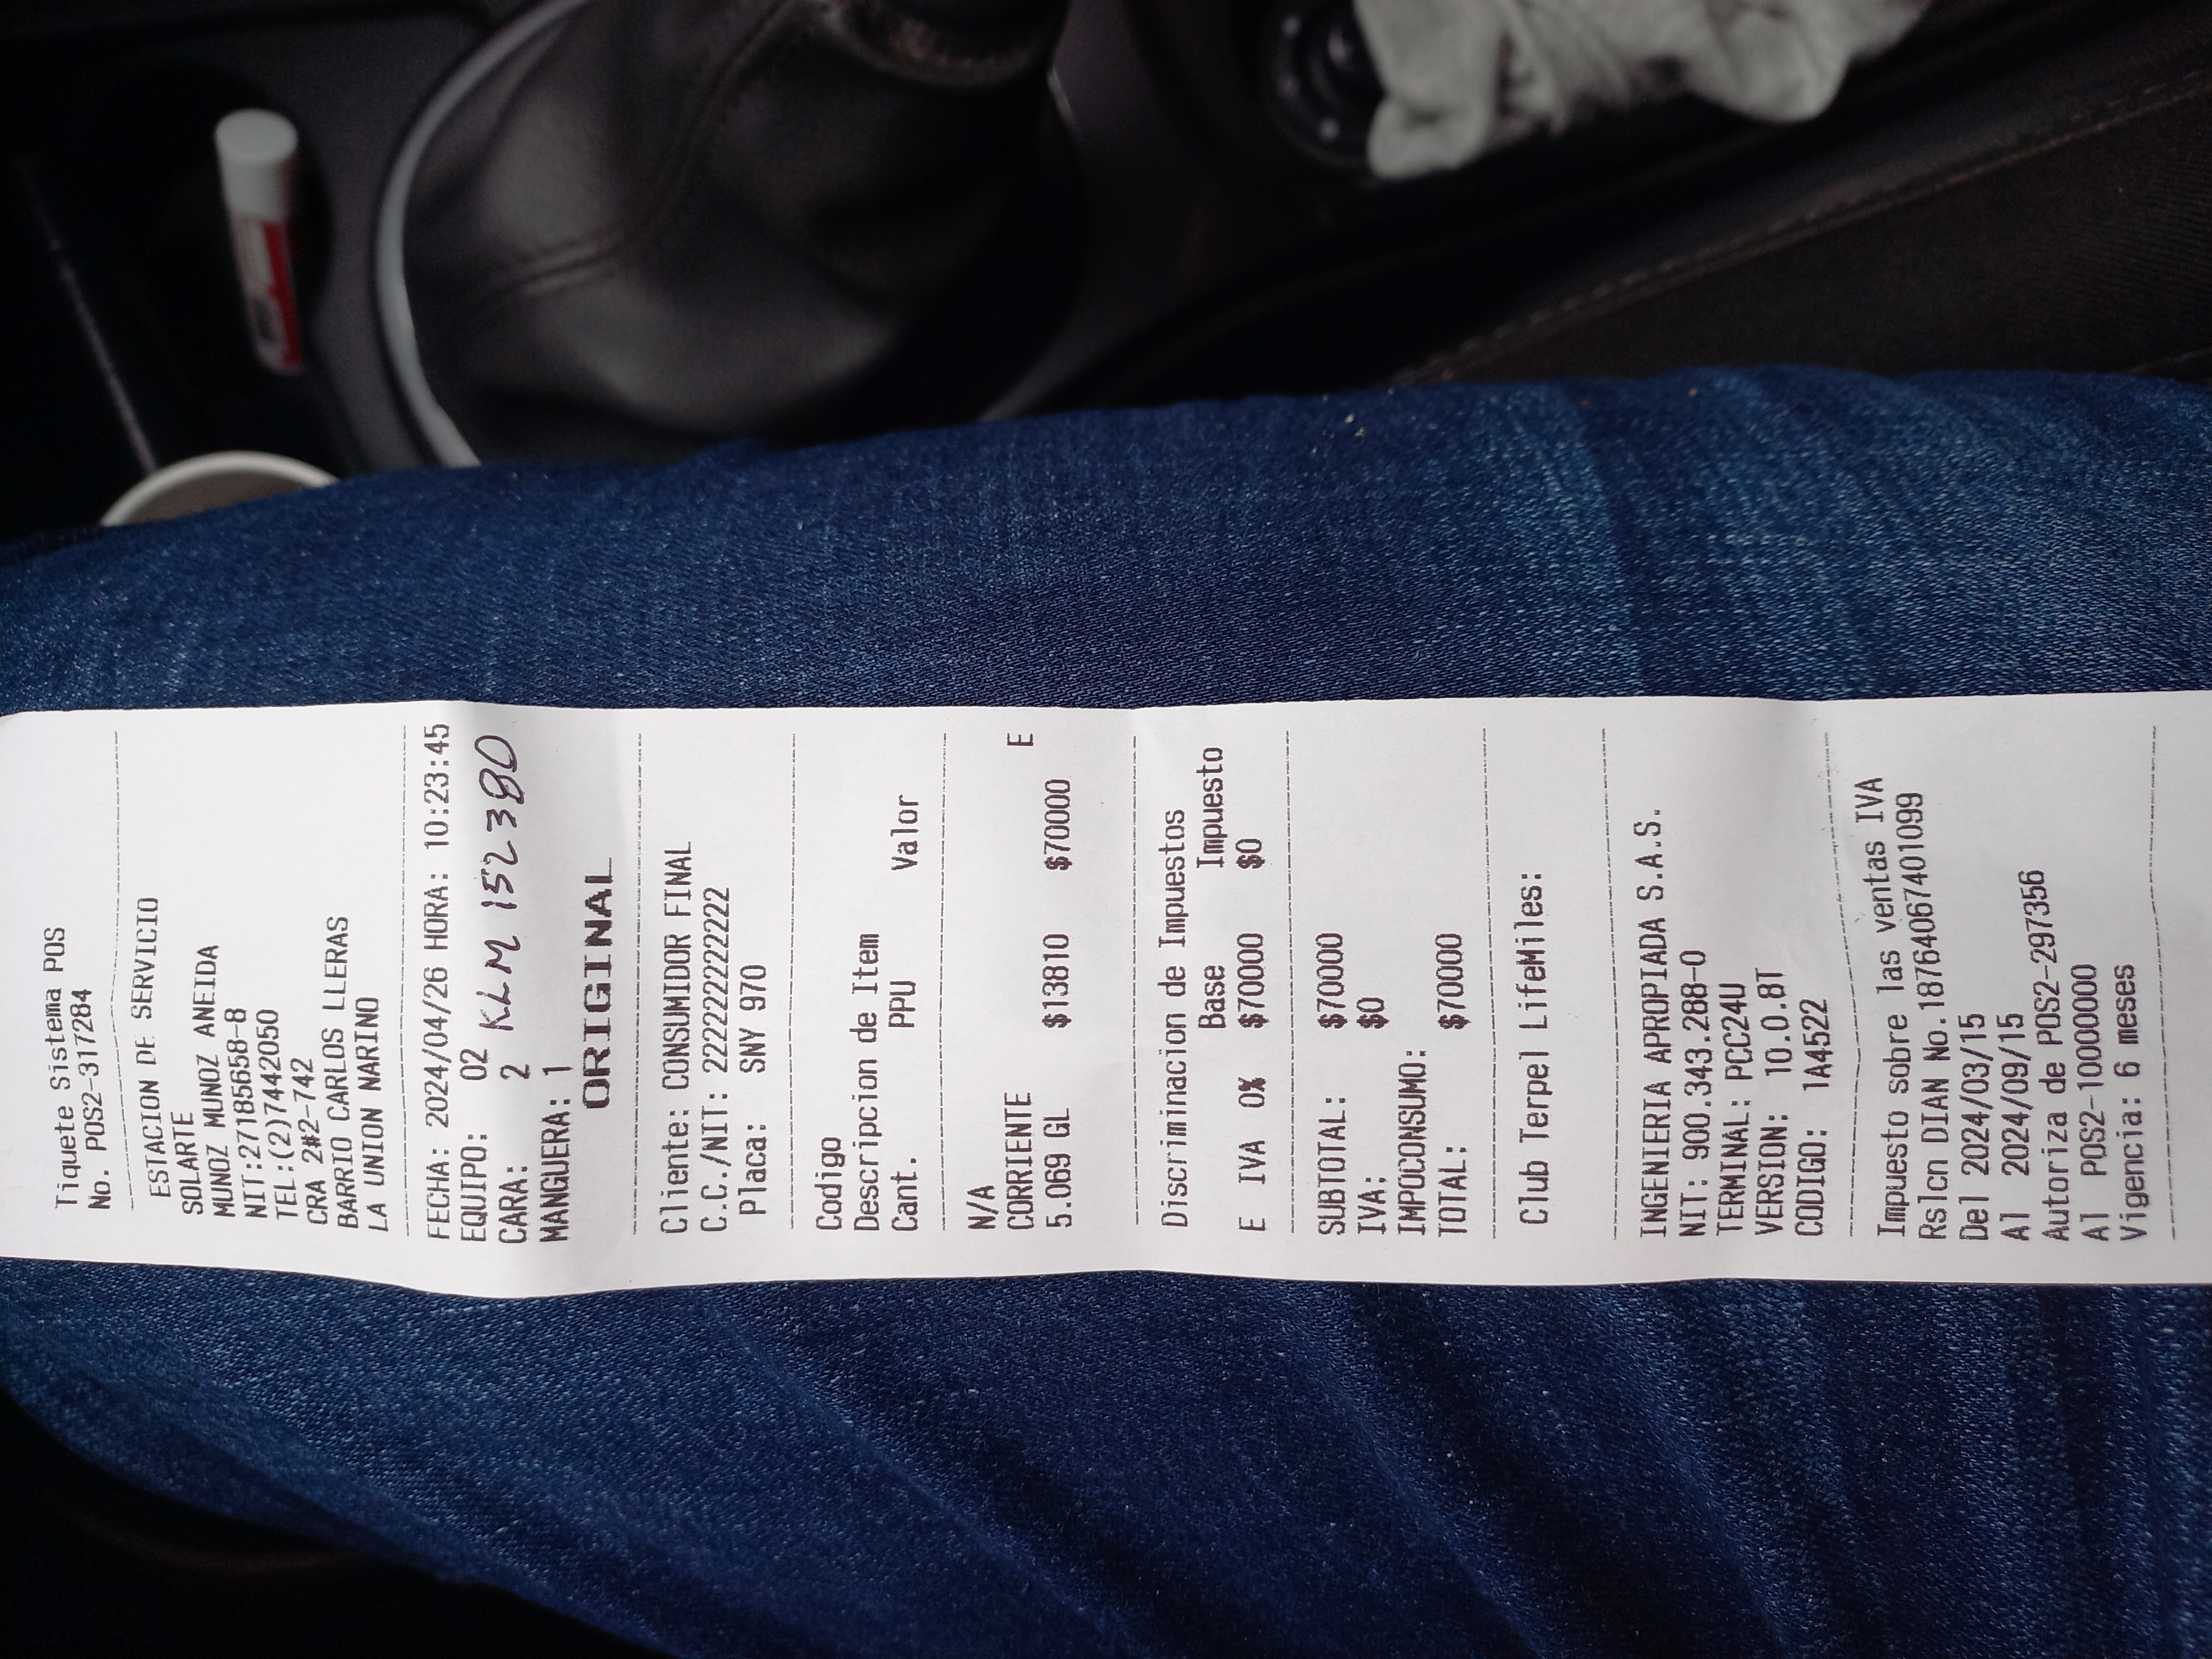 Tiquete Sistema POS
No. POS2-317284
ESTACION DE SERVICIO
SOLARTE
MUNOZ MUNOZ ANEIDA
NIT:27185658-8
TEL:(2)7442050
CRA 2#2-742
BARRIO CARLOS LLERAS
LA UNION NARINO
FECHA: 2024/04/26 HORA: 10:23:45
EQUIPO: 02
CARA: 2 KLM 152380
MANGUERA: 1
ORIGINAL
Cliente: CONSUMIDOR FINAL
C.C./NIT: 222222222222
Placa: SNY 970
Codigo
Descripcion de Item
Cant. PPU Valor
N/A
CORRIENTE E
5.069 GL $13810 $70000
Discriminacion de Impuestos
Base Impuesto
E IVA 0% $70000 $0
SUBTOTAL: $70000
IVA: $0
IMPOCONSUMO:
TOTAL: $70000
Club Terpel LifeMiles:
INGENIERIA APROPIADA S.A.S.
NIT: 900.343.288-0
TERMINAL: PCC24U
VERSION: 10.0.8T
CODIGO: 1A4522
Impuesto sobre las ventas IVA
Rslcn DIAN No.18764067401099
Del 2024/03/15
Al 2024/09/15
Autoriza de POS2-297356
Al POS2-10000000
Vigencia: 6 meses